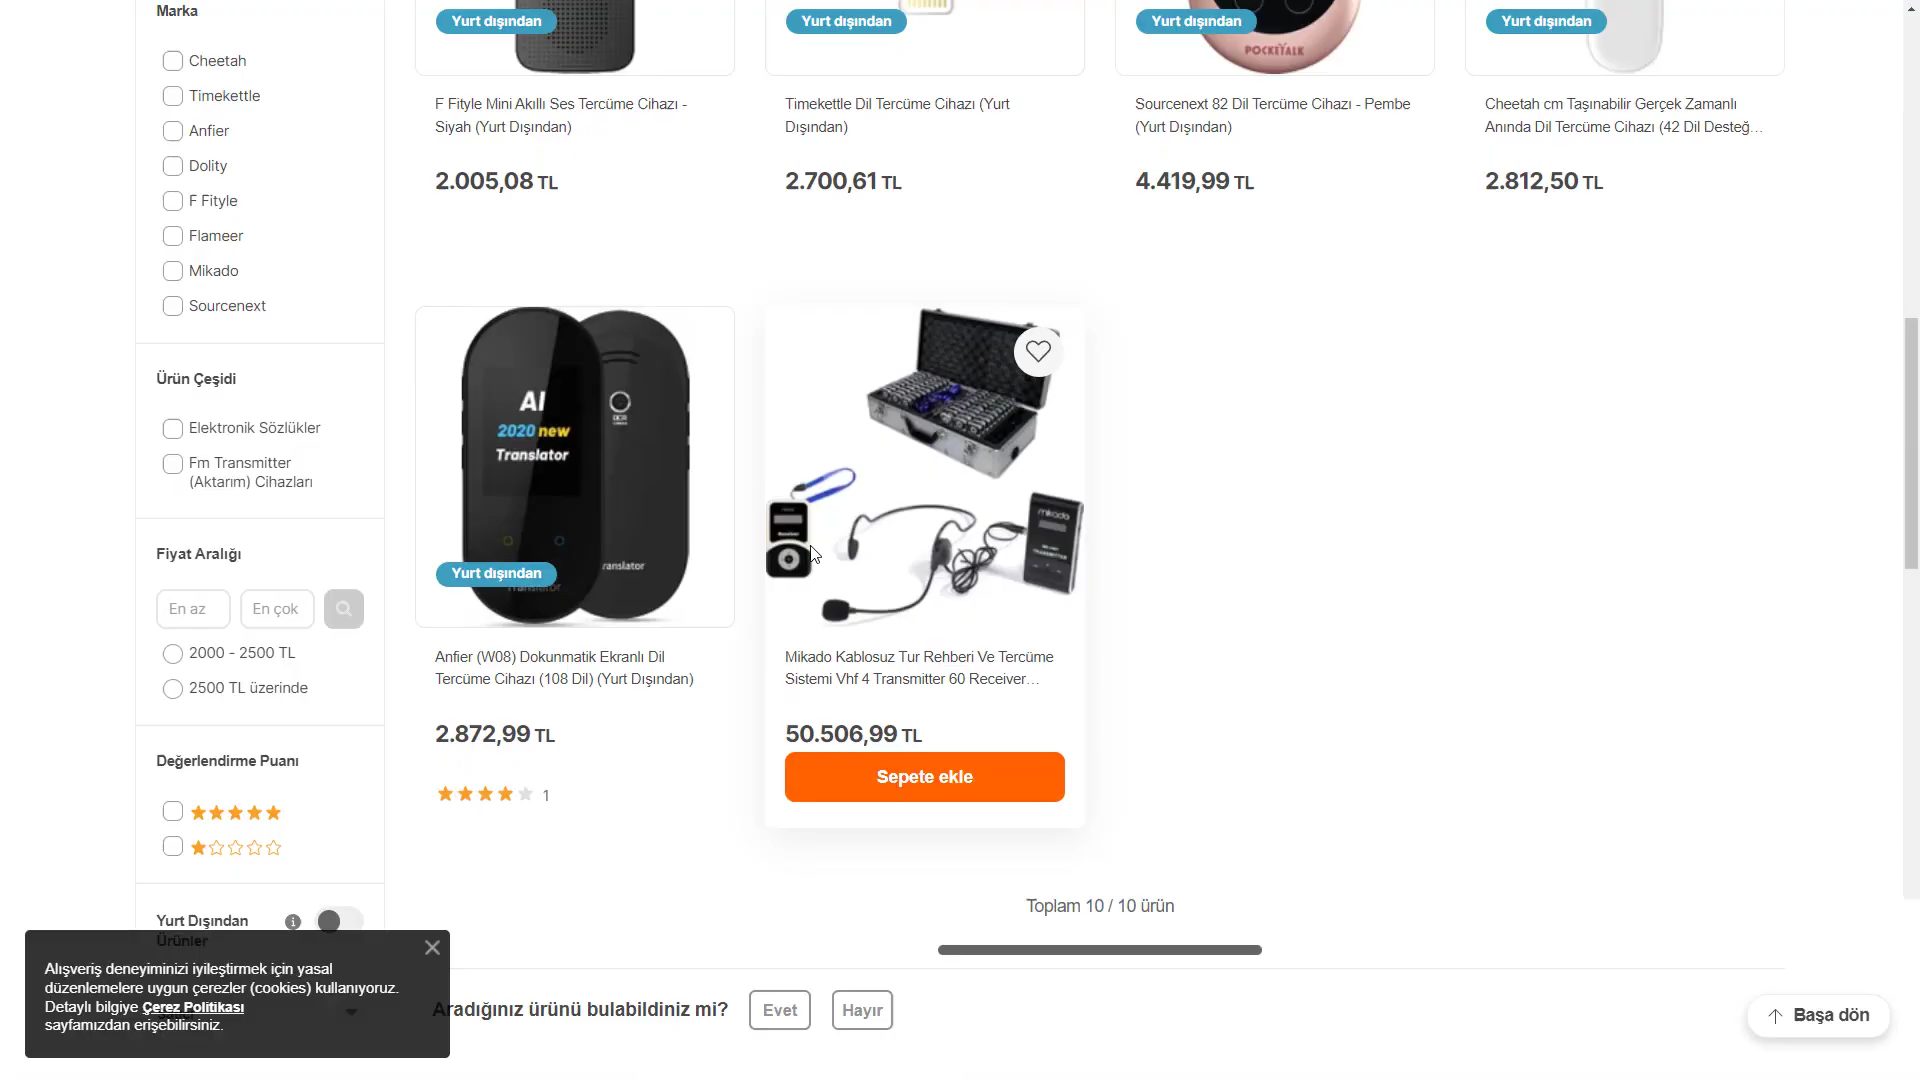 Marka
Cheetah
Timekettle
Anfier
Dolity
F Fityle
Flameer
Mikado
Sourcenext
Ürün Çeşidi
Elektronik Sözlükler
Fm Transmitter
(Aktarım) Cihazları
Fiyat Aralığı
En az
En çok
2000 - 2500 TL
2500 TL üzerinde
Değerlendirme Puanı
Yurt Dışından
Ürünler
Yurt dışından
Yurt dışından
POCKETALK
Yurt dışından
Yurt dışından
F Fityle Mini Akıllı Ses Tercüme Cihazı -
Siyah (Yurt Dışından)
2.005,08 TL
Timekettle Dil Tercüme Cihazı (Yurt
Dışından)
2.700,61 TL
Sourcenext 82 Dil Tercüme Cihazı - Pembe
(Yurt Dışından)
4.419,99 TL
Cheetah cm Taşınabilir Gerçek Zamanlı
Anında Dil Tercüme Cihazı (42 Dil Desteğ...
2.812,50 TL
AI
2020 new
Translator
OCR
ranslator
Yurt dışından
Anfier (W08) Dokunmatik Ekranlı Dil
Tercüme Cihazı (108 Dil) (Yurt Dışından)
2.872,99 TL
1
mikado
Mikado Kablosuz Tur Rehberi Ve Tercüme
Sistemi Vhf 4 Transmitter 60 Receiver...
50.506,99 TL
Sepete ekle
Toplam 10 / 10 ürün
Aradığınız ürünü bulabildiniz mi?
Evet
Hayır
Başa dön
Alışveriş deneyiminizi iyileştirmek için yasal
düzenlemelere uygun çerezler (cookies) kullanıyoruz.
Detaylı bilgiye Çerez Politikası
sayfamızdan erişebilirsiniz.